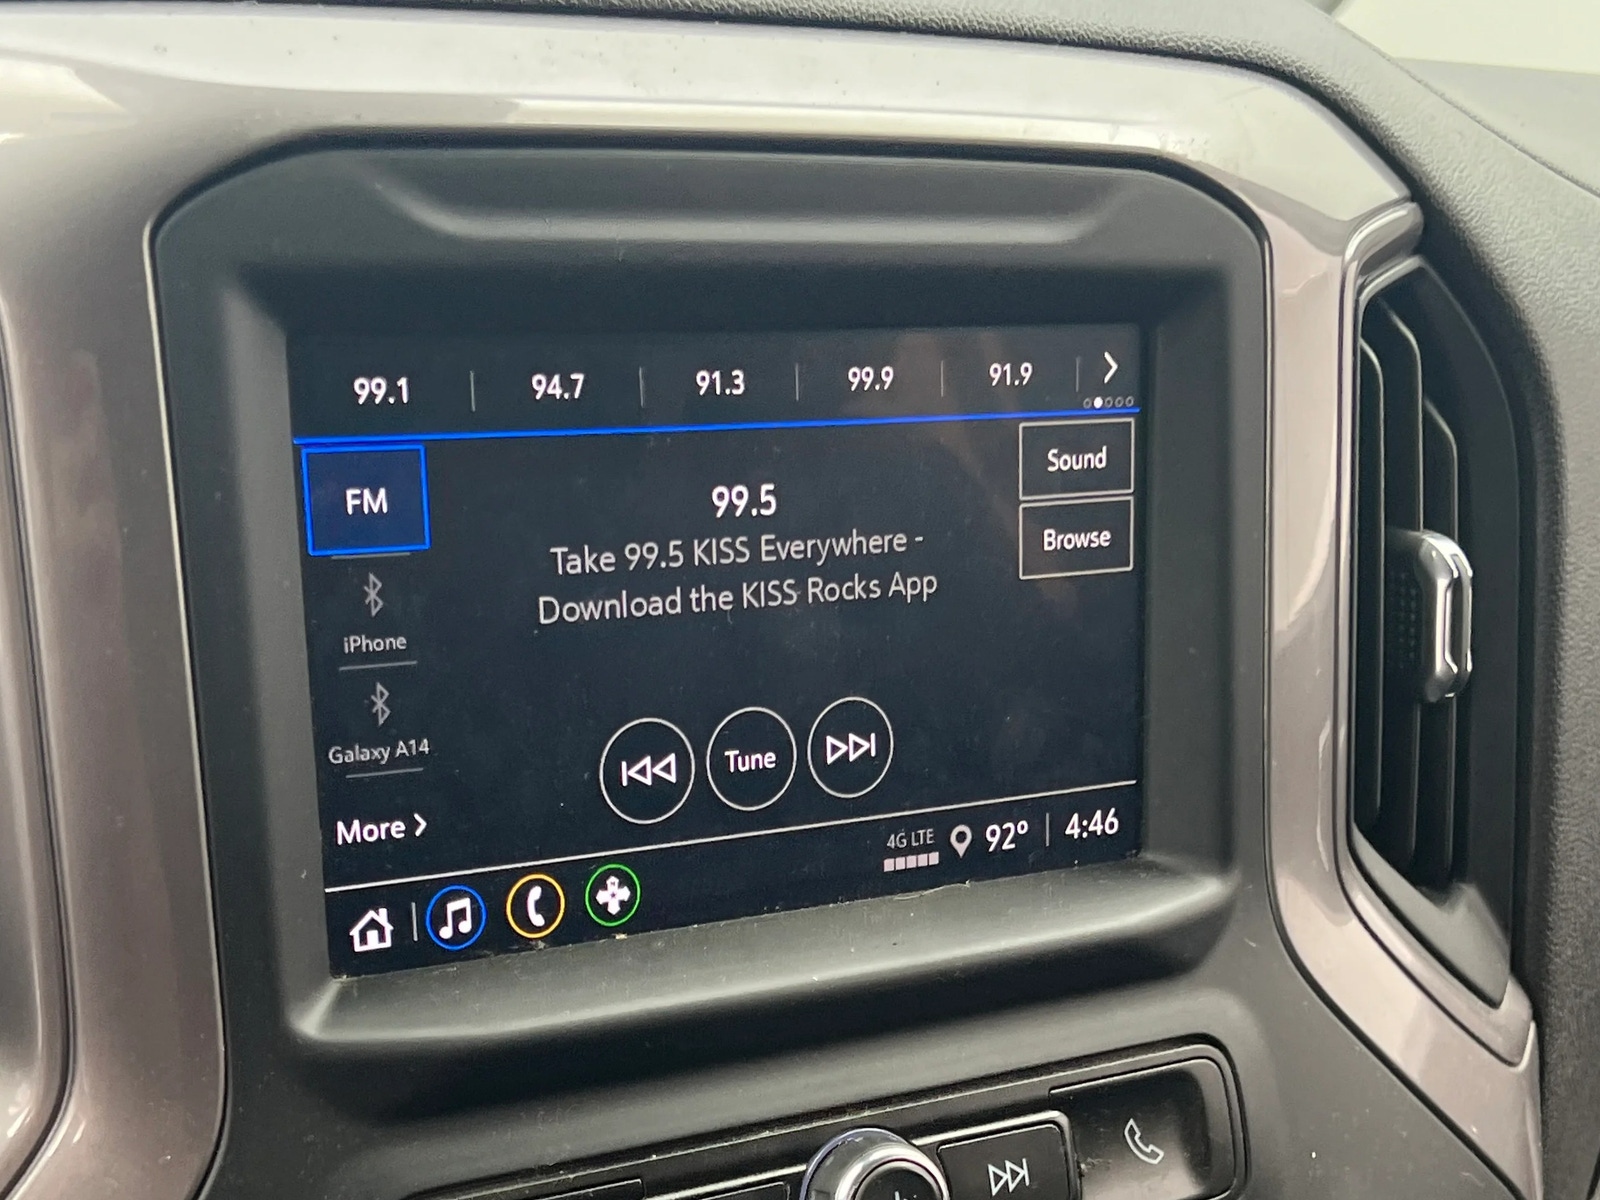 99.1 94.7 91.3 99.9 91.9
FM
99.5
Take 99.5 KISS Everywhere -
Download the KISS Rocks App
Sound
Browse
iPhone
Galaxy A14
More
Tune
4G LTE 92° 4:46